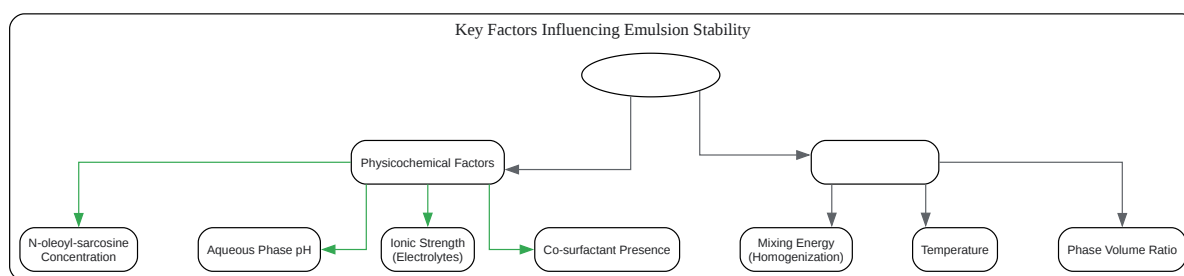 Key Factors Influencing Emulsion Stability
Physicochemical Factors
N-oleoyl-sarcosine
Concentration
Aqueous Phase pH
Ionic Strength
(Electrolytes)
Co-surfactant Presence
Mixing Energy
(Homogenization)
Temperature
Phase Volume Ratio